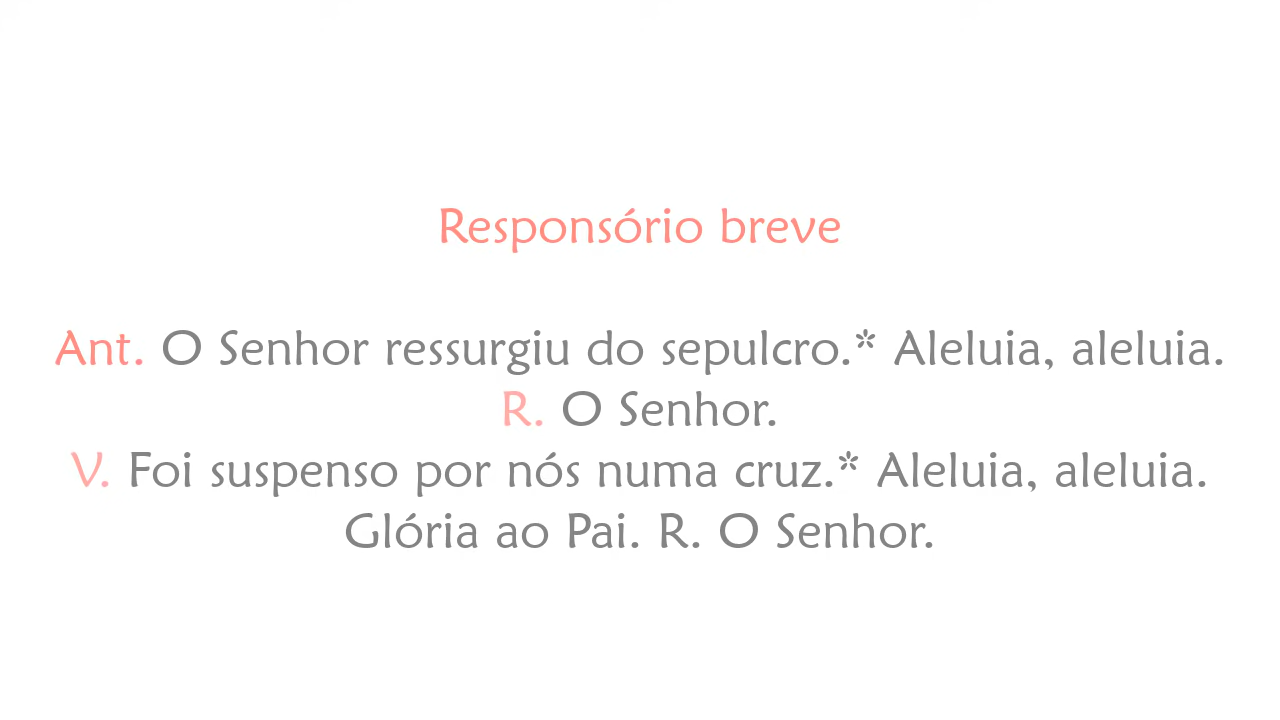 Responsório breve
Ant. O Senhor ressurgiu do sepulcro.* Aleluia, aleluia.
R. O Senhor.
V. Foi suspenso por nós numa cruz.* Aleluia, aleluia.
Glória ao Pai. R. O Senhor.